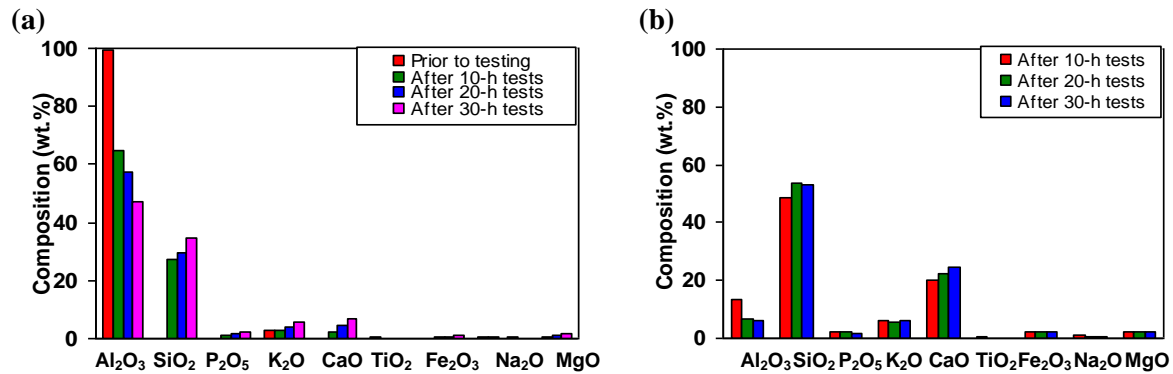 (a)
100
80
60
40
20
0
Composition (wt.%)
Prior to testing
After 10-h tests
After 20-h tests
After 30-h tests
Al₂O₃ SiO₂ P₂O₅ K₂O CaO TiO₂ Fe₂O₃ Na₂O MgO
(b)
100
80
60
40
20
0
Composition (wt.%)
After 10-h tests
After 20-h tests
After 30-h tests
Al₂O₃ SiO₂ P₂O₅ K₂O CaO TiO₂ Fe₂O₃ Na₂O MgO